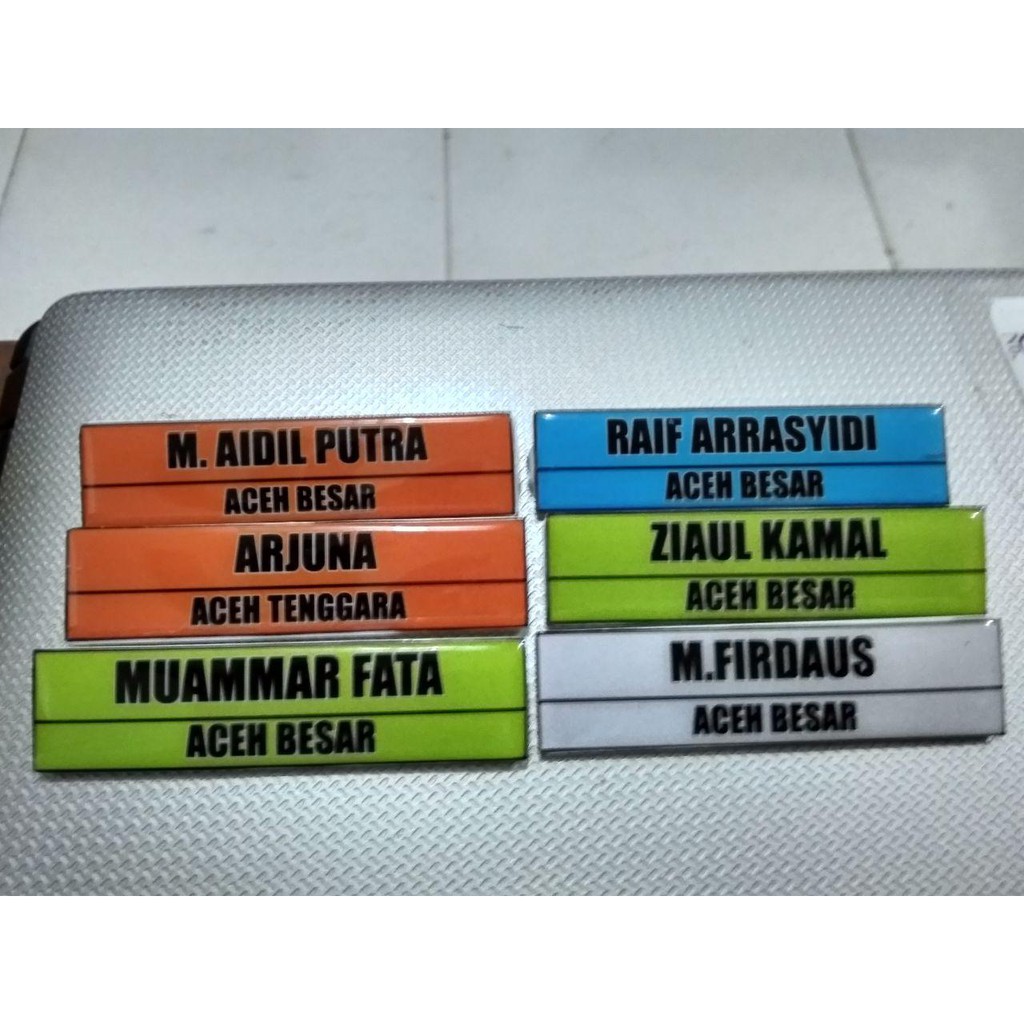 M. AIDIL PUTRA
ACEH BESAR
ARJUNA
ACEH TENGGARA
MUAMMAR FATA
ACEH BESAR
RAIF ARRASYIDI
ACEH BESAR
ZIAUL KAMAL
ACEH BESAR
M.FIRDAUS
ACEH BESAR